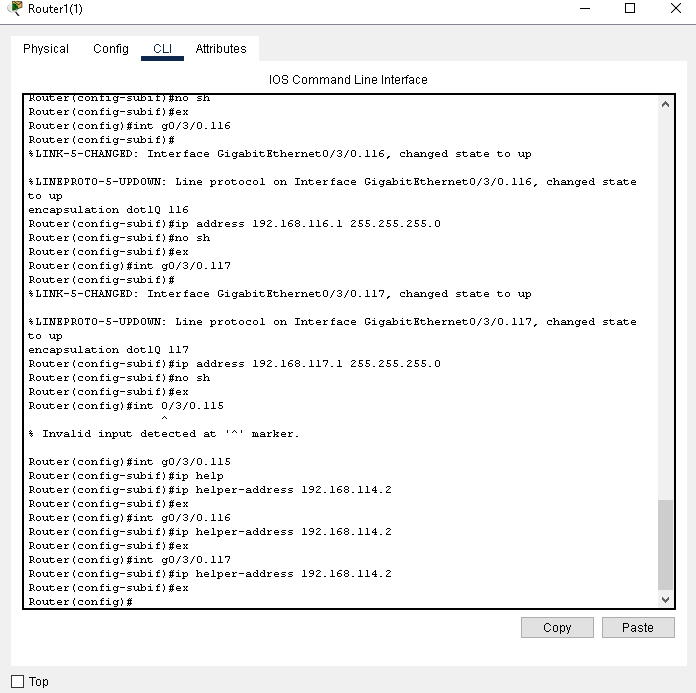 Router1(1)
Physical Config CLI Attributes
IOS Command Line Interface
Router(config-subif)#no sh
Router(config-subif)#ex
Router(config)#int g0/3/0.116
Router(config-subif)#
%LINK-5-CHANGED: Interface GigabitEthernet0/3/0.116, changed state to up
%LINEPROTO-5-UPDOWN: Line protocol on Interface GigabitEthernet0/3/0.116, changed state
to up
encapsulation dot1Q 116
Router(config-subif)#ip address 192.168.116.1 255.255.255.0
Router(config-subif)#no sh
Router(config-subif)#ex
Router(config)#int g0/3/0.117
Router(config-subif)#
%LINK-5-CHANGED: Interface GigabitEthernet0/3/0.117, changed state to up
%LINEPROTO-5-UPDOWN: Line protocol on Interface GigabitEthernet0/3/0.117, changed state
to up
encapsulation dot1Q 117
Router(config-subif)#ip address 192.168.117.1 255.255.255.0
Router(config-subif)#no sh
Router(config-subif)#ex
Router(config)#int 0/3/0.115
^
% Invalid input detected at '^' marker.
Router(config)#int g0/3/0.115
Router(config-subif)#ip help
Router(config-subif)#ip helper-address 192.168.114.2
Router(config-subif)#ex
Router(config)#int g0/3/0.116
Router(config-subif)#ip helper-address 192.168.114.2
Router(config-subif)#ex
Router(config)#int g0/3/0.117
Router(config-subif)#ip helper-address 192.168.114.2
Router(config-subif)#ex
Router(config)#
Copy Paste
Top